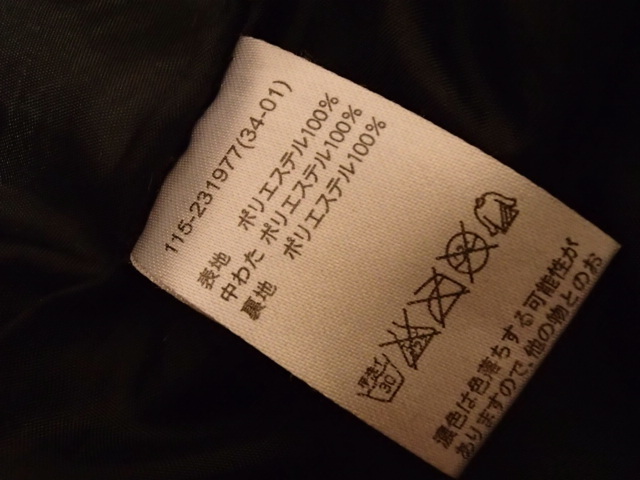 115-231977(34-01)
表地 ポリエステル100%
中わた ポリエステル100%
裏地 ポリエステル100%
手洗イ
30
濃色は色落ちする可能性が
ありますので、他の物とのお